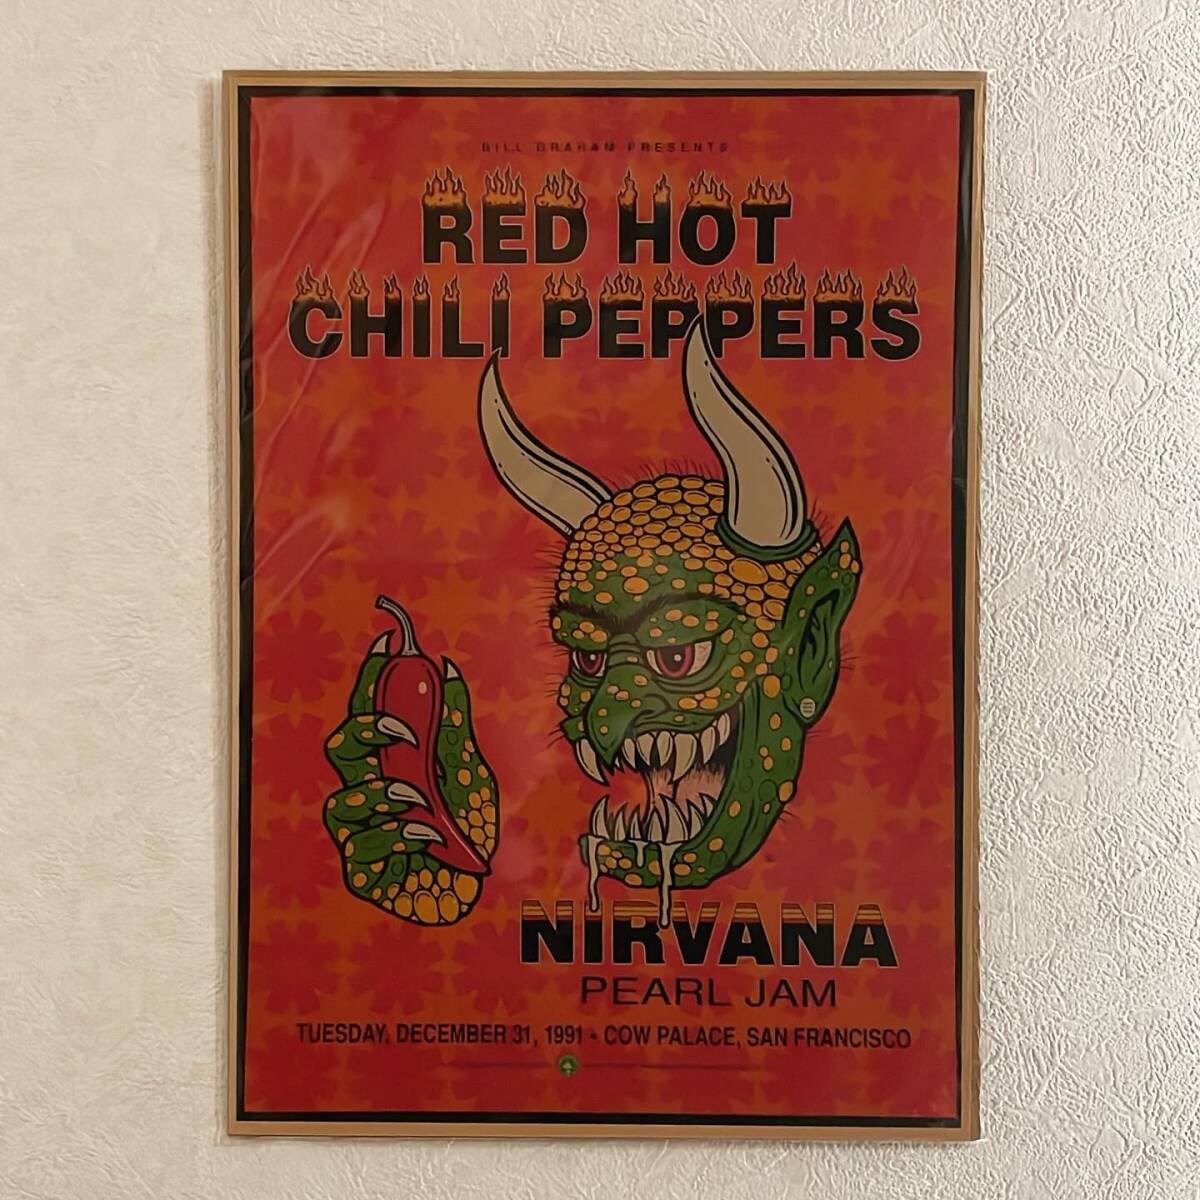 BILL GRAHAM PRESENTS
RED HOT
CHILI PEPPERS
NIRVANA
PEARL JAM
TUESDAY, DECEMBER 31, 1991 • COW PALACE, SAN FRANCISCO